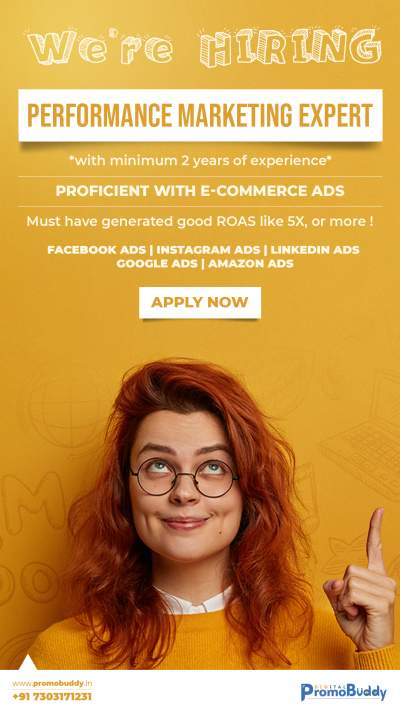 We're HIRING
PERFORMANCE MARKETING EXPERT
*with minimum 2 years of experience*
PROFICIENT WITH E-COMMERCE ADS
Must have generated good ROAS like 5X, or more !
FACEBOOK ADS | INSTAGRAM ADS | LINKEDIN ADS
GOOGLE ADS | AMAZON ADS
APPLY NOW
www.promobuddy.in
+91 7303171231
DIGITAL
PromoBuddy